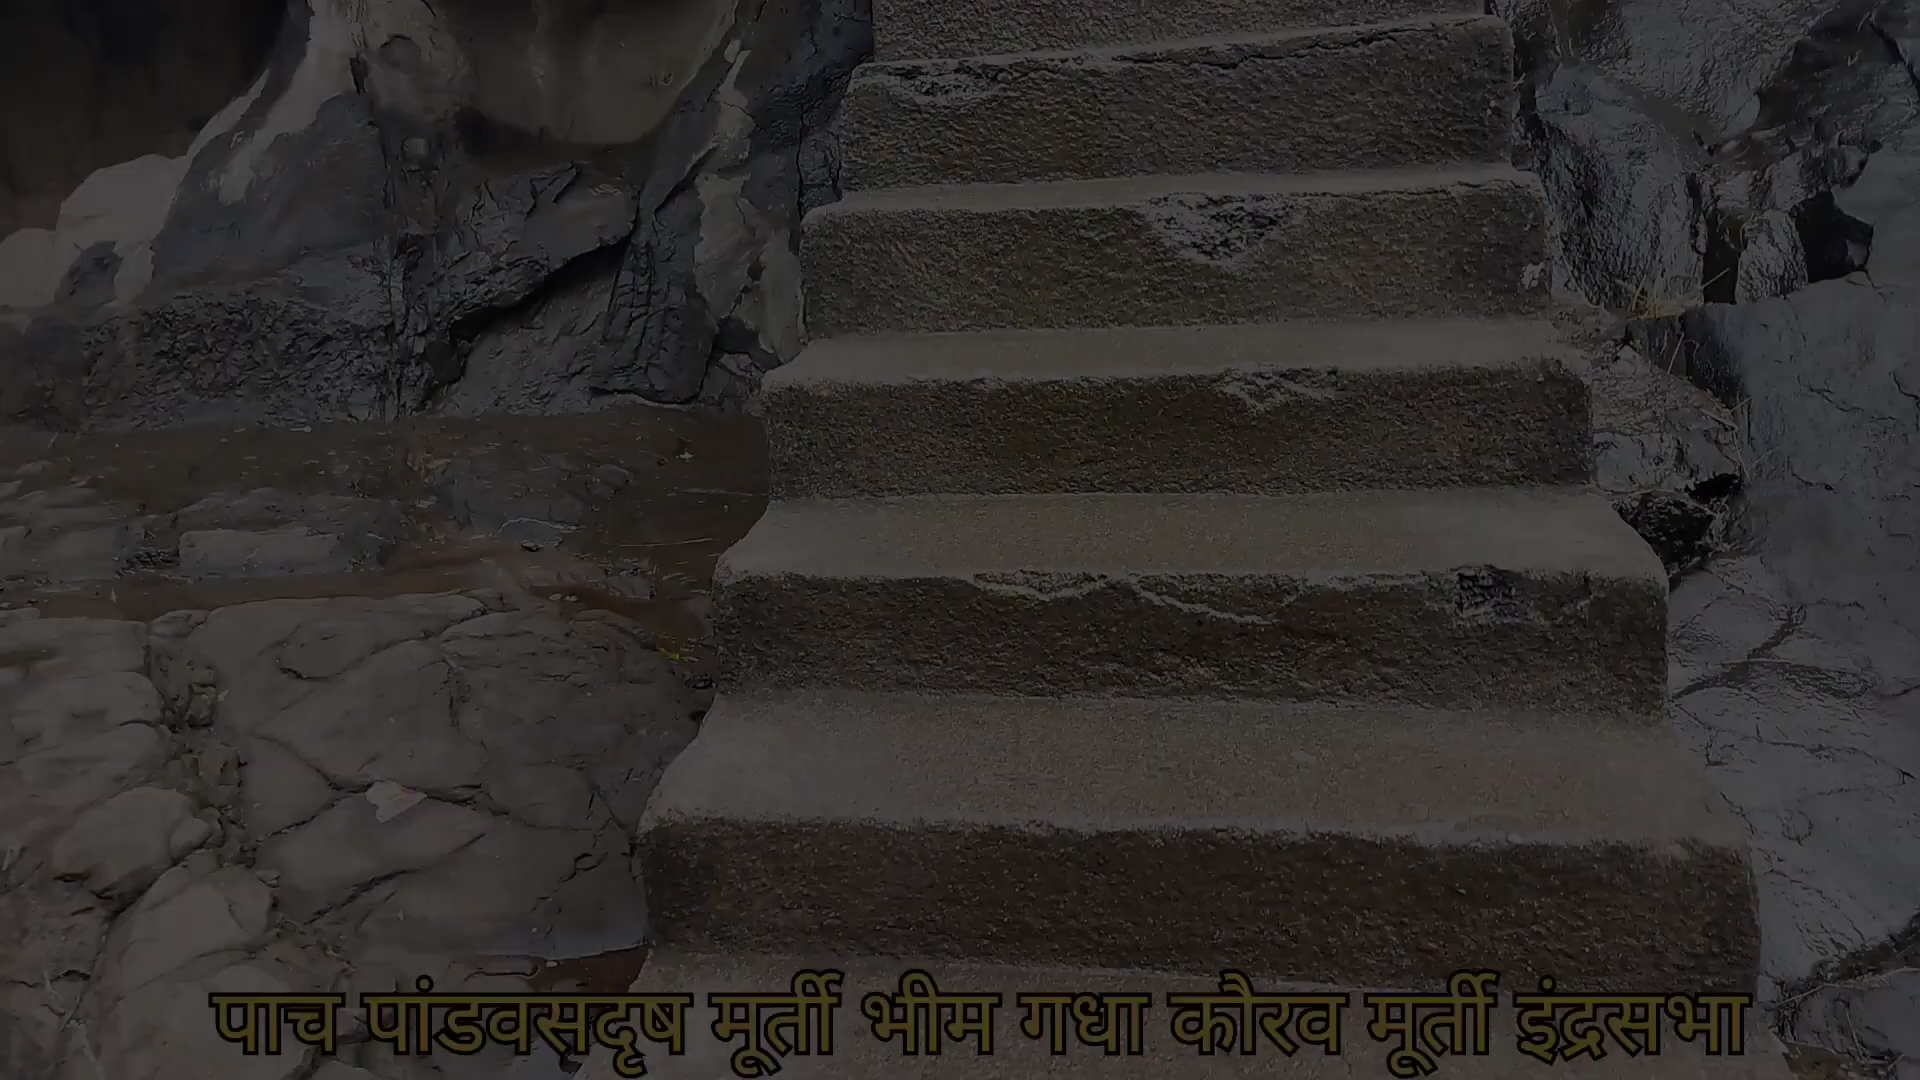 पाच पांडवसदृष मूर्ती भीम गधा कौरव मूर्ती इंद्रसभा